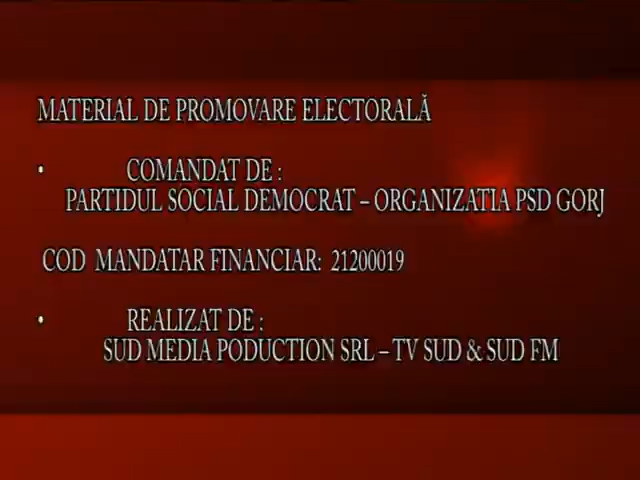 MATERIAL DE PROMOVARE ELECTORALĂ
• COMANDAT DE :
PARTIDUL SOCIAL DEMOCRAT – ORGANIZATIA PSD GORJ
COD MANDATAR FINANCIAR: 21200019
• REALIZAT DE :
SUD MEDIA PODUCTION SRL – TV SUD & SUD FM